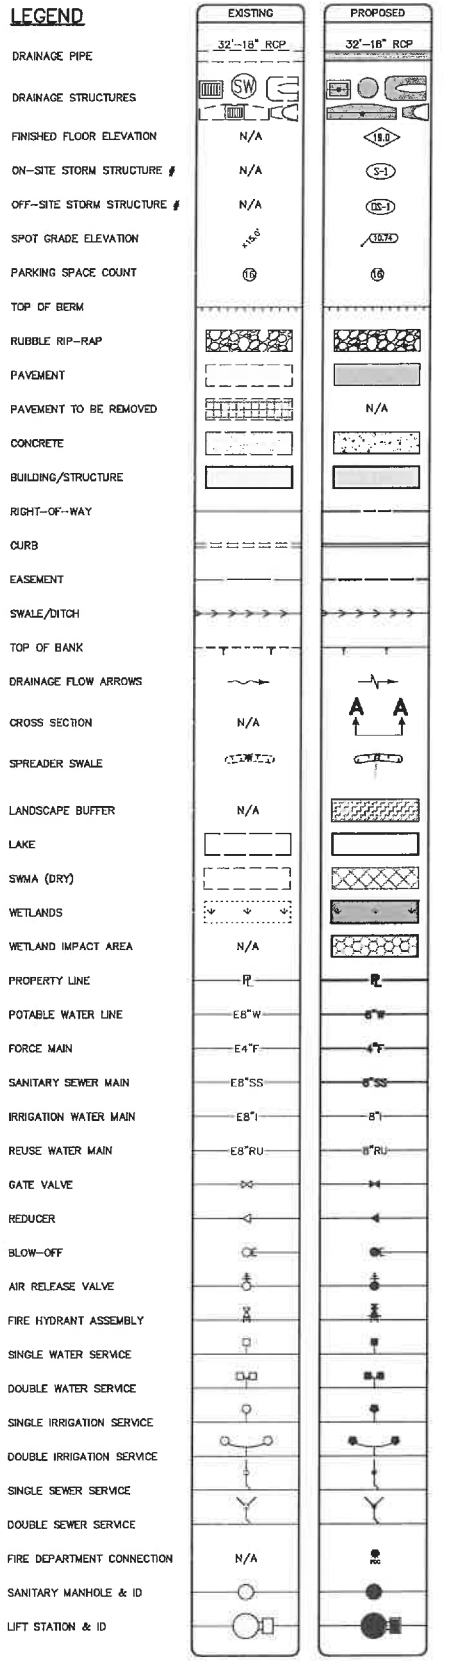 LEGEND
EXISTING PROPOSED
DRAINAGE PIPE 32'-18" RCP 32'-18" RCP
DRAINAGE STRUCTURES SW
FINISHED FLOOR ELEVATION N/A 19.0
ON-SITE STORM STRUCTURE # N/A S-1
OFF-SITE STORM STRUCTURE # N/A OS-1
SPOT GRADE ELEVATION ×15.0' 10.74
PARKING SPACE COUNT 16 16
TOP OF BERM
RUBBLE RIP-RAP
PAVEMENT
PAVEMENT TO BE REMOVED N/A
CONCRETE
BUILDING/STRUCTURE
RIGHT-OF-WAY
CURB
EASEMENT
SWALE/DITCH
TOP OF BANK
DRAINAGE FLOW ARROWS
CROSS SECTION N/A A A
SPREADER SWALE
LANDSCAPE BUFFER N/A
LAKE
SWMA (DRY)
WETLANDS
WETLAND IMPACT AREA N/A
PROPERTY LINE PL PL
POTABLE WATER LINE E8"W 8"W
FORCE MAIN E4"F 4"F
SANITARY SEWER MAIN E8"SS 8"SS
IRRIGATION WATER MAIN E8"I 8"I
REUSE WATER MAIN E8"RU 8"RU
GATE VALVE
REDUCER
BLOW-OFF
AIR RELEASE VALVE
FIRE HYDRANT ASSEMBLY
SINGLE WATER SERVICE
DOUBLE WATER SERVICE
SINGLE IRRIGATION SERVICE
DOUBLE IRRIGATION SERVICE
SINGLE SEWER SERVICE
DOUBLE SEWER SERVICE
FIRE DEPARTMENT CONNECTION N/A FDC
SANITARY MANHOLE & ID
LIFT STATION & ID